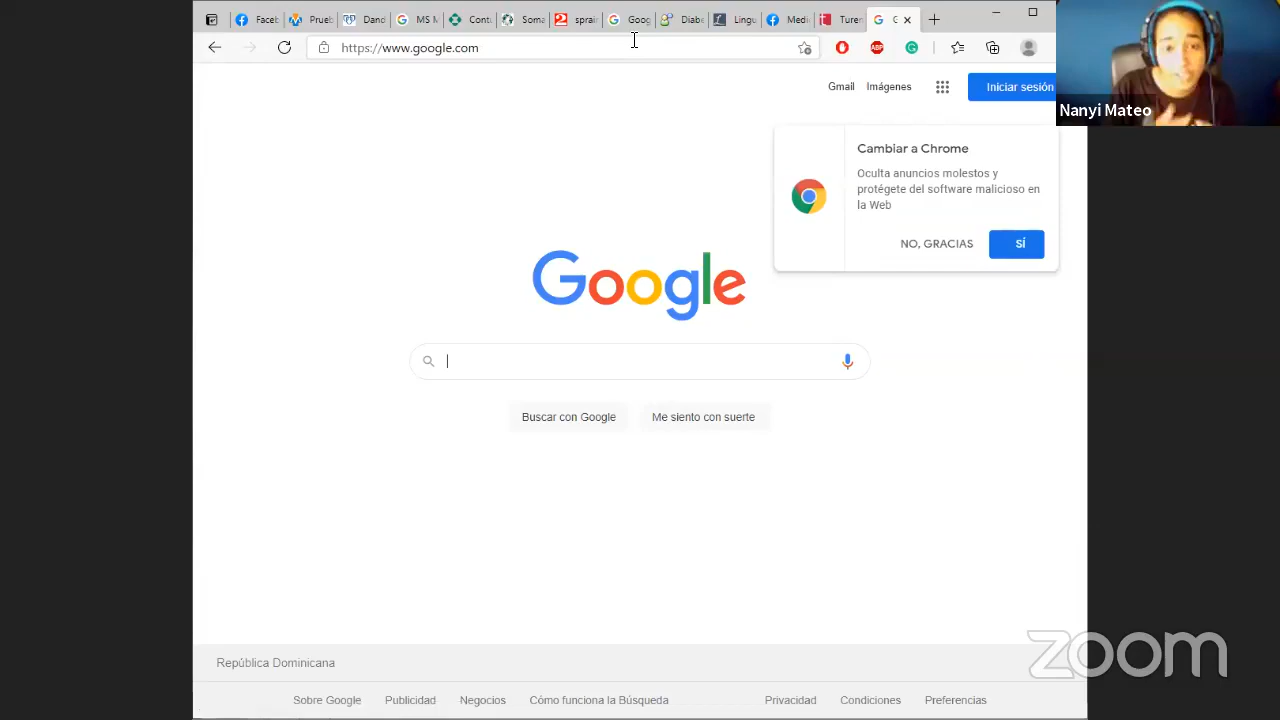 Faceb
Prueb
Dand
MS M
Conta
Soma
sprain
Goog
Diabe
Lingu
Medi
Turen
G
https://www.google.com
ABP
Gmail
Imágenes
Iniciar sesión
Nanyi Mateo
Cambiar a Chrome
Oculta anuncios molestos y
protégete del software malicioso en
la Web
NO, GRACIAS
SÍ
Google
Buscar con Google
Me siento con suerte
República Dominicana
Sobre Google
Publicidad
Negocios
Cómo funciona la Búsqueda
Privacidad
Condiciones
Preferencias
zoom